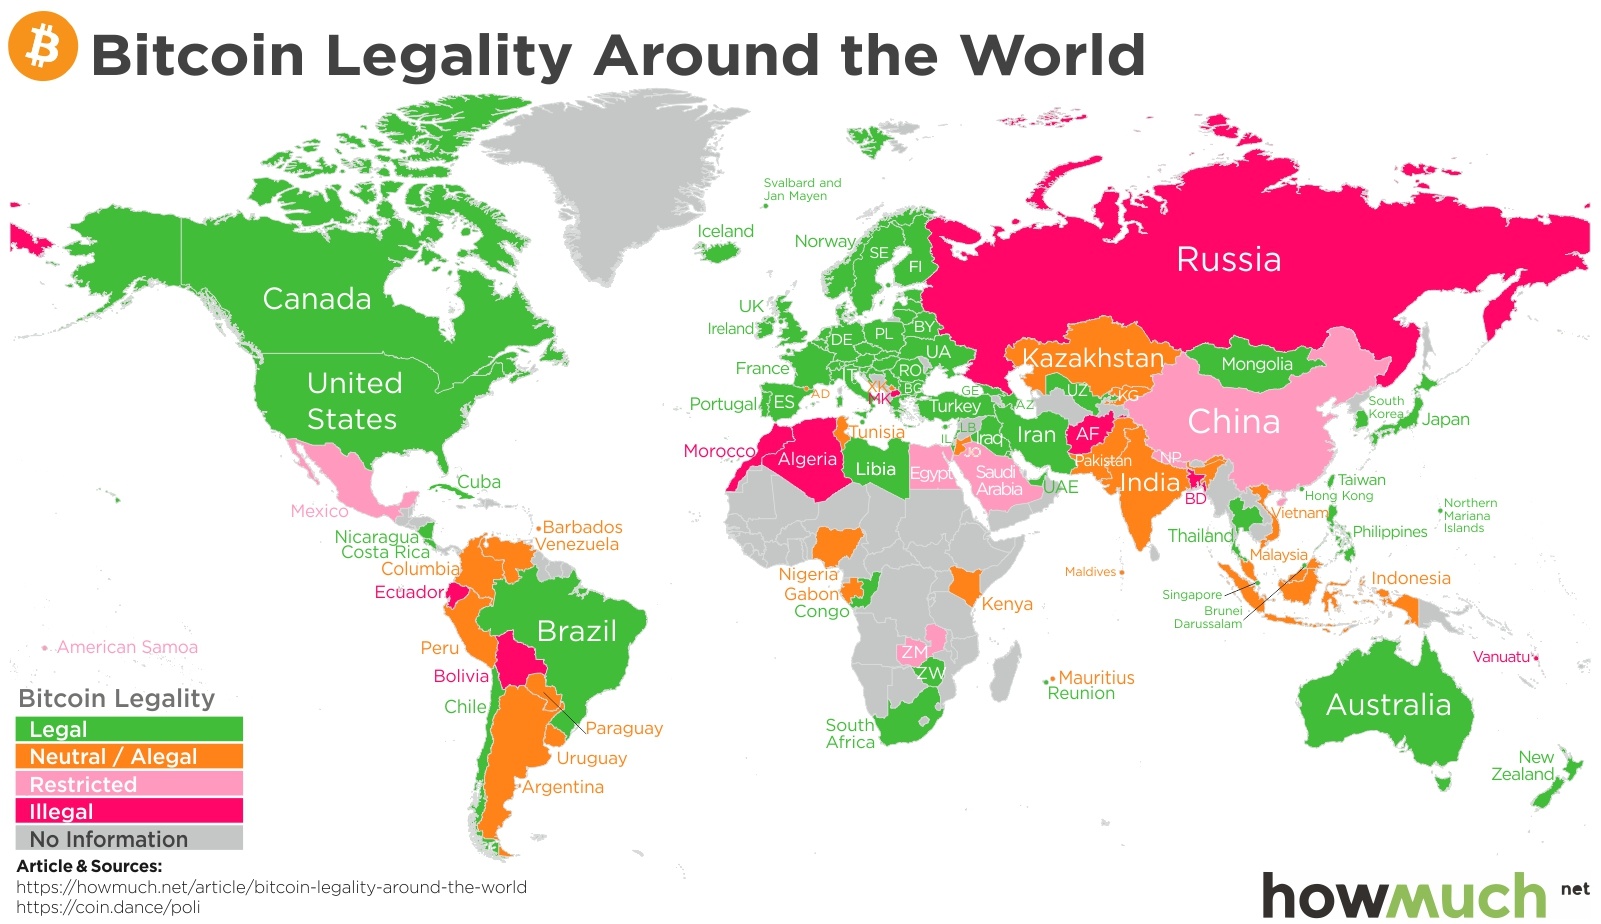 Bitcoin Legality Around the World
Svalbard and
Jan Mayen
Iceland
Norway
SE
FI
Russia
Canada
UK
Ireland
DE
PL
BY
UA
France
IT
RO
Kazakhstan
Mongolia
United
States
Portugal
ES
AD
XK
MK
BG
GE
AZ
UZ
KG
Turkey
South
Korea
Japan
China
Morocco
Algeria
Tunisia
Libia
Egypt
IL
LB
JO
Iraq
Iran
AF
Saudi
Arabia
UAE
Pakistan
India
NP
BD
Mexico
Cuba
Taiwan
Hong Kong
Northern
Mariana
Islands
Nicaragua
Costa Rica
Barbados
Venezuela
Columbia
Ecuador
Vietnam
Thailand
Philippines
Malaysia
Maldives
Nigeria
Gabon
Congo
Kenya
Singapore
Brunei
Darussalam
Indonesia
Brazil
Peru
Bolivia
American Samoa
ZM
ZW
Mauritius
Reunion
Vanuatu
Australia
Chile
Paraguay
Uruguay
Argentina
South
Africa
New
Zealand
Bitcoin Legality
Legal
Neutral / Alegal
Restricted
Illegal
No Information
Article & Sources:
https://howmuch.net/article/bitcoin-legality-around-the-world
https://coin.dance/poli
howmuch net